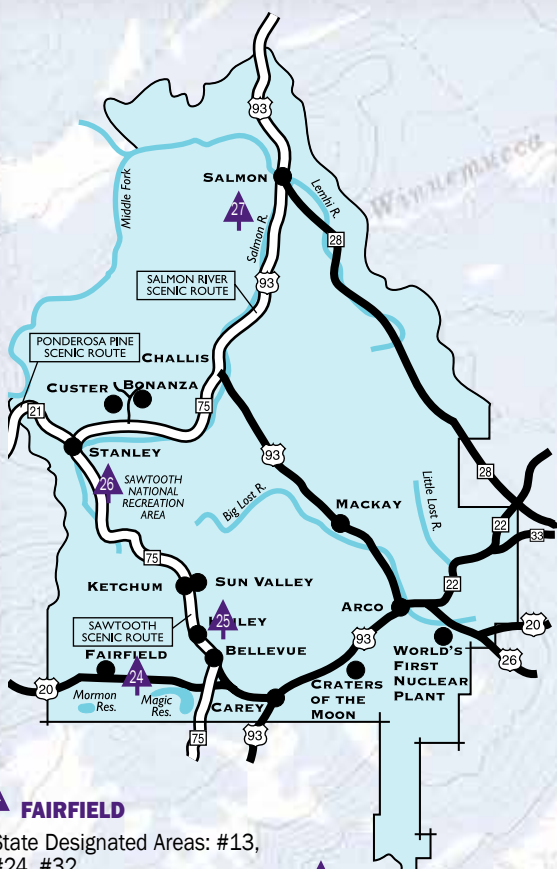 Winnemucca
93
SALMON
27
Middle Fork
Salmon R.
Lemhi R.
28
93
SALMON RIVER
SCENIC ROUTE
PONDEROSA PINE
SCENIC ROUTE
CHALLIS
CUSTER
BONANZA
21
75
STANLEY
93
28
26
SAWTOOTH
NATIONAL
RECREATION
AREA
Big Lost R.
MACKAY
Little Lost R.
22
33
75
KETCHUM
SUN VALLEY
22
ARCO
SAWTOOTH
SCENIC ROUTE
25
93
20
FAIRFIELD
BELLEVUE
WORLD'S
FIRST
NUCLEAR
PLANT
26
24
20
Mormon
Res.
Magic
Res.
CAREY
CRATERS
OF THE
MOON
75
93
FAIRFIELD
State Designated Areas: #13,
#24, #32